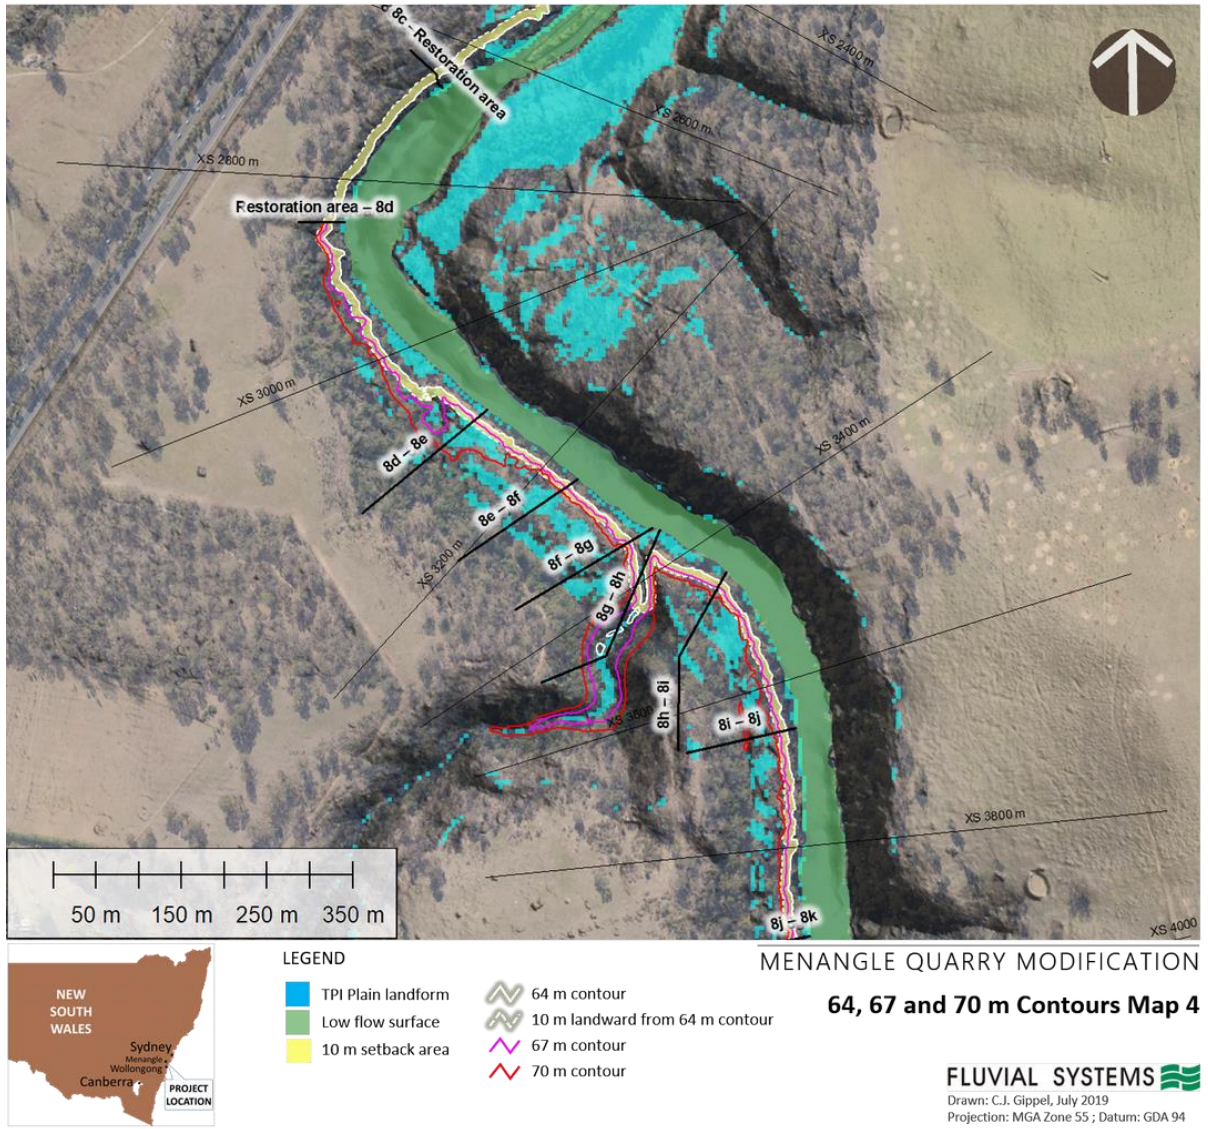 8c - Restoration area
XS 2400 m
XS 2600 m
XS 2800 m
Restoration area – 8d
XS 3000 m
8d – 8e
XS 3400 m
8e – 8f
XS 3200 m
8f – 8g
8g – 8h
8h – 8i
XS 3600
8i – 8j
XS 3800 m
8j – 8k
XS 4000
50 m 150 m 250 m 350 m
NEW
SOUTH
WALES
Sydney
Menangle
Wollongong
Canberra
PROJECT
LOCATION
LEGEND
TPI Plain landform
Low flow surface
10 m setback area
64 m contour
10 m landward from 64 m contour
67 m contour
70 m contour
MENANGLE QUARRY MODIFICATION
64, 67 and 70 m Contours Map 4
FLUVIAL SYSTEMS
Drawn: C.J. Gippel, July 2019
Projection: MGA Zone 55 ; Datum: GDA 94